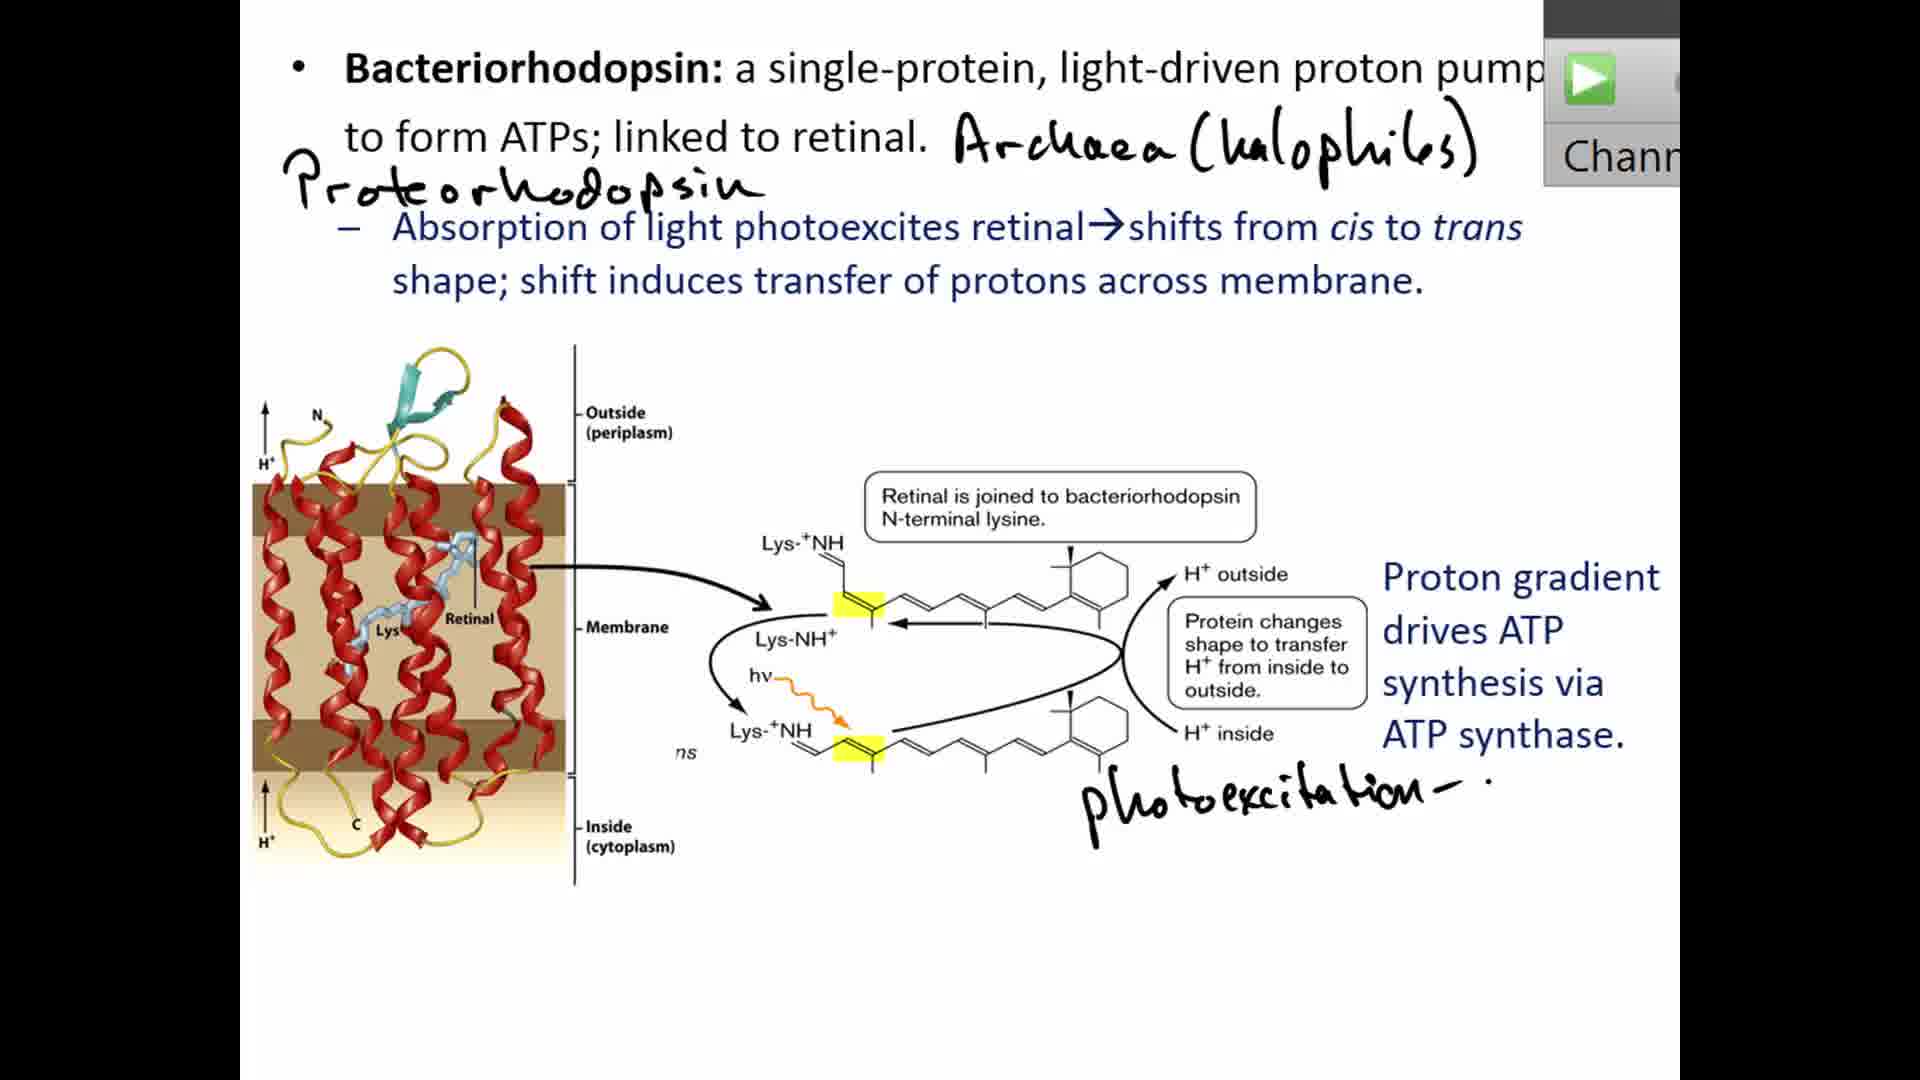 • Bacteriorhodopsin: a single-protein, light-driven proton pump
to form ATPs; linked to retinal. Archaea (halophiles)
Proteorhodopsin
– Absorption of light photoexcites retinal→shifts from cis to trans
shape; shift induces transfer of protons across membrane.
Chann
N
H+
Outside
(periplasm)
Retinal
Lys
Membrane
C
H+
Inside
(cytoplasm)
Retinal is joined to bacteriorhodopsin
N-terminal lysine.
Lys-+NH
Lys-NH+
hν
Lys-+NH
ns
H+ outside
Protein changes
shape to transfer
H+ from inside to
outside.
H+ inside
Proton gradient
drives ATP
synthesis via
ATP synthase.
photoexcitation -